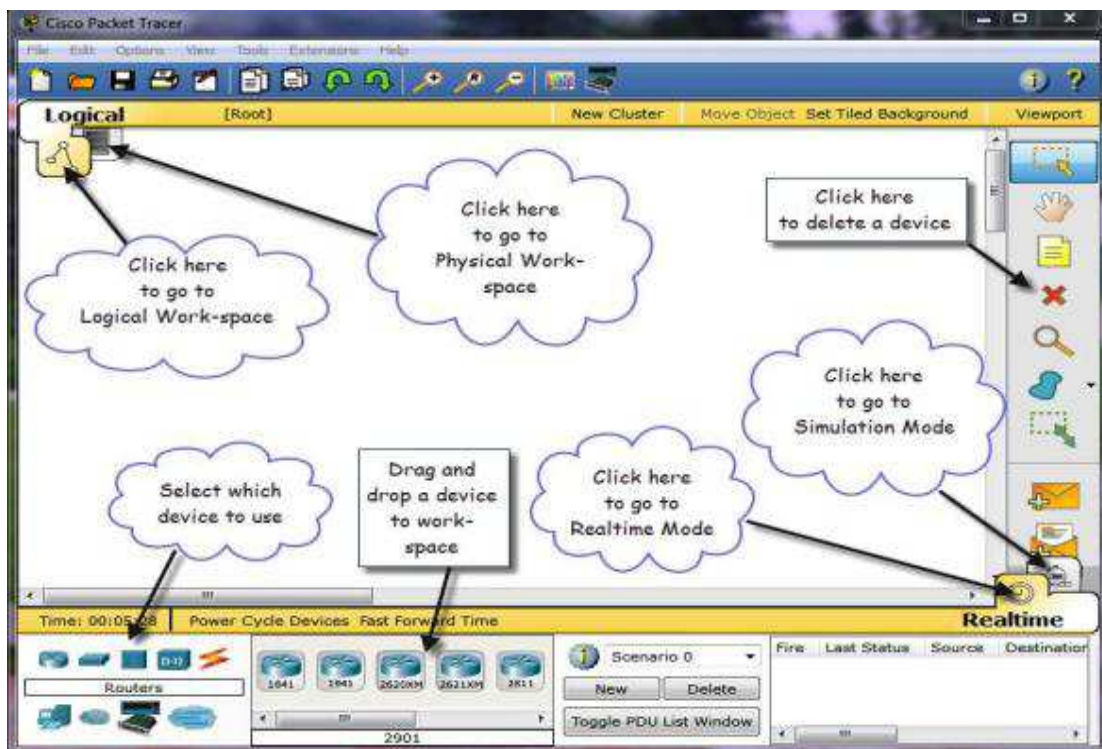 Cisco Packet Tracer
File Edit Options View Tools Extensions Help
Logical [Root] New Cluster Move Object Set Tiled Background Viewport
Click here
to go to
Physical Work-
space
Click here
to delete a device
Click here
to go to
Logical Work-space
Click here
to go to
Simulation Mode
Select which
device to use
Drag and
drop a device
to work-
space
Click here
to go to
Realtime Mode
Time: 00:05:28 Power Cycle Devices Fast Forward Time Realtime
Routers
1841 1941 2620XM 2621XM 2811
2901
Scenario 0
New Delete
Toggle PDU List Window
Fire Last Status Source Destination